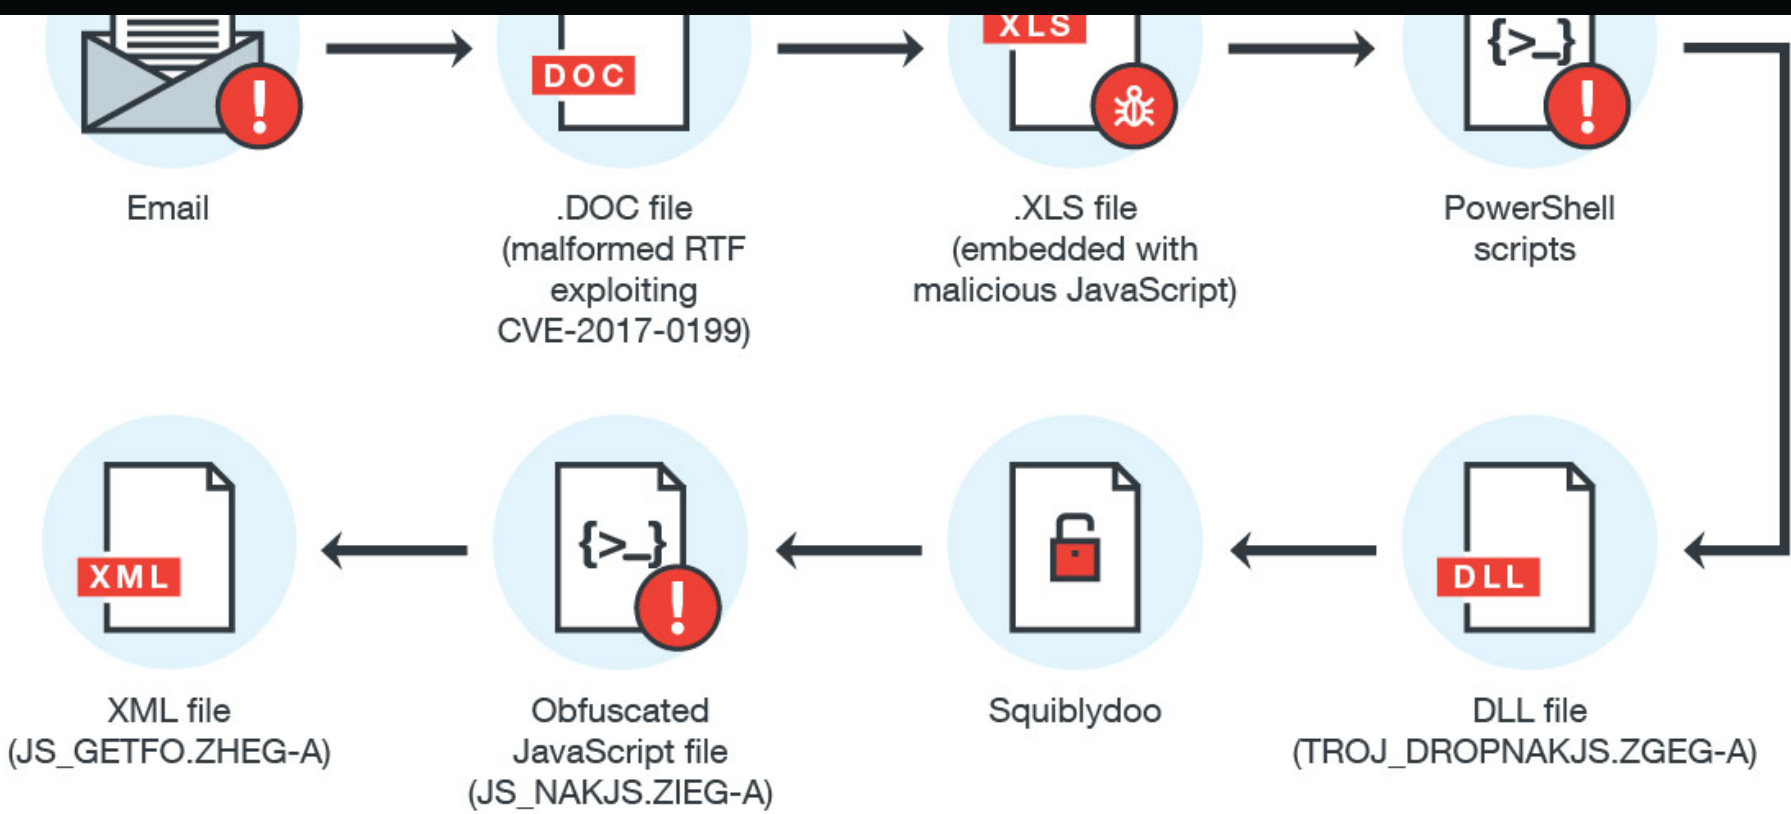 DOC
XLS
{>_}
Email
.DOC file
(malformed RTF
exploiting
CVE-2017-0199)
.XLS file
(embedded with
malicious JavaScript)
PowerShell
scripts
XML
{>_}
DLL
XML file
(JS_GETFO.ZHEG-A)
Obfuscated
JavaScript file
(JS_NAKJS.ZIEG-A)
Squiblydoo
DLL file
(TROJ_DROPNAKJS.ZGEG-A)